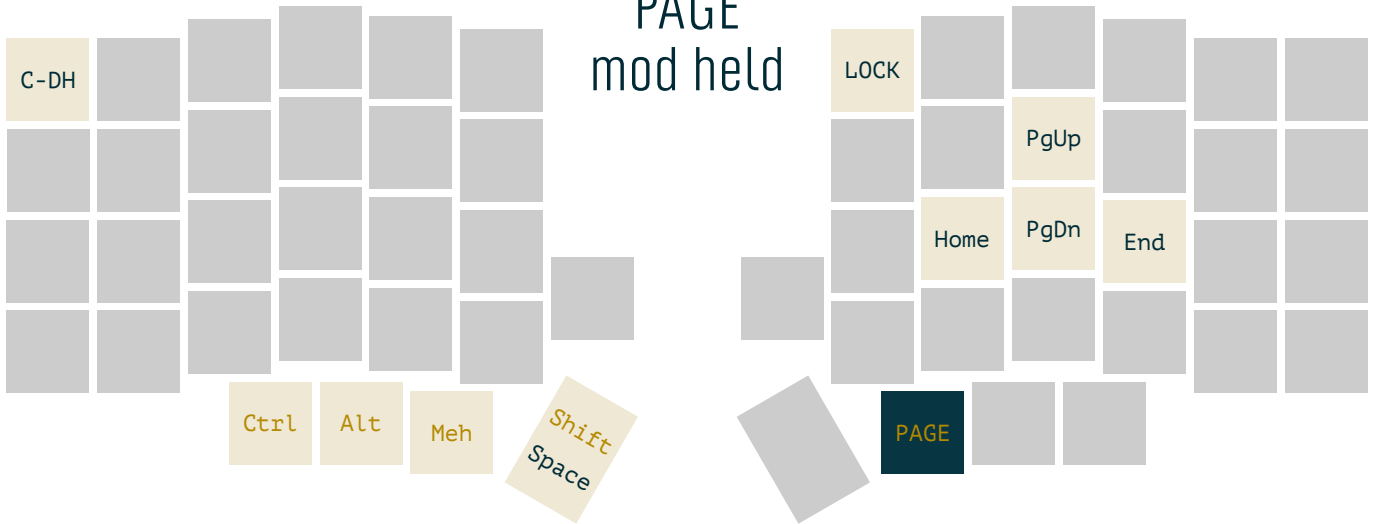 PAGE
mod held
C-DH
LOCK
PgUp
Home
PgDn
End
Ctrl
Alt
Meh
Shift
Space
PAGE